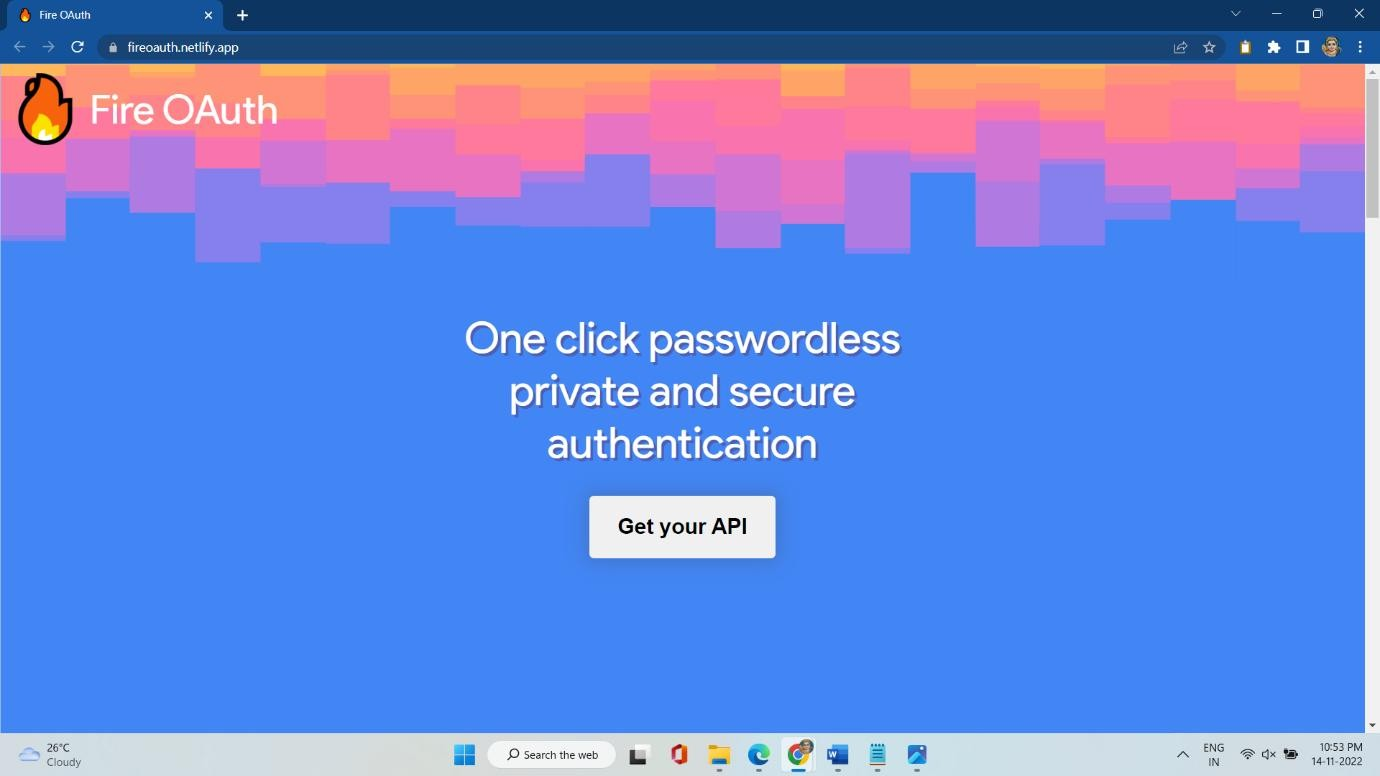 Fire OAuth
fireoauth.netlify.app
Fire OAuth
One click passwordless
private and secure
authentication
Get your API
26°C
Cloudy
Search the web
ENG
IN
10:53 PM
14-11-2022